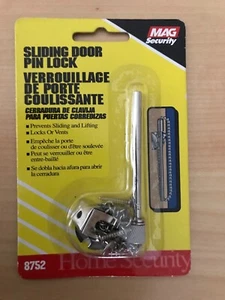 MAG
Security
SLIDING DOOR
PIN LOCK
VERROUILLAGE
DE PORTE
COULISSANTE
CERRADURA DE CLAVIJA
PARA PUERTAS CORREDIZAS
Prevents Sliding and Lifting
Locks Or Vents
Empêche la porte
de coulisser ou d'être
soulevée
Peut se verrouiller ou être
entre-baillé
Se dobla hacia afara para abrir
la cerradura
8752
Home Security